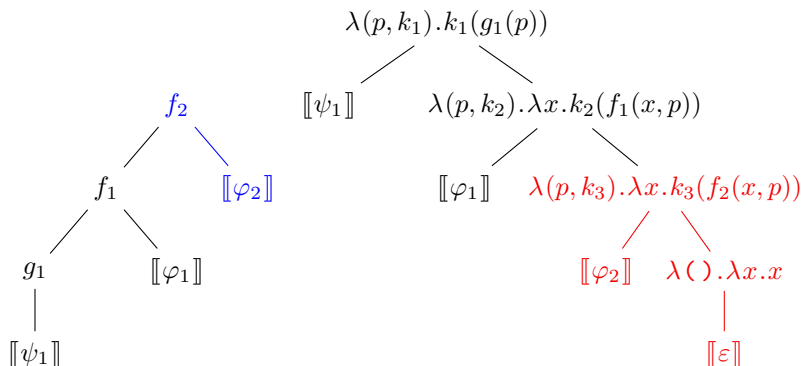 λ(p, k₁).k₁(g₁(p))
f₂ ⟦ψ₁⟧ λ(p, k₂).λx.k₂(f₁(x, p))
f₁ ⟦φ₂⟧ ⟦φ₁⟧ λ(p, k₃).λx.k₃(f₂(x, p))
g₁ ⟦φ₁⟧ ⟦φ₂⟧ λ().λx.x
⟦ψ₁⟧ ⟦ε⟧